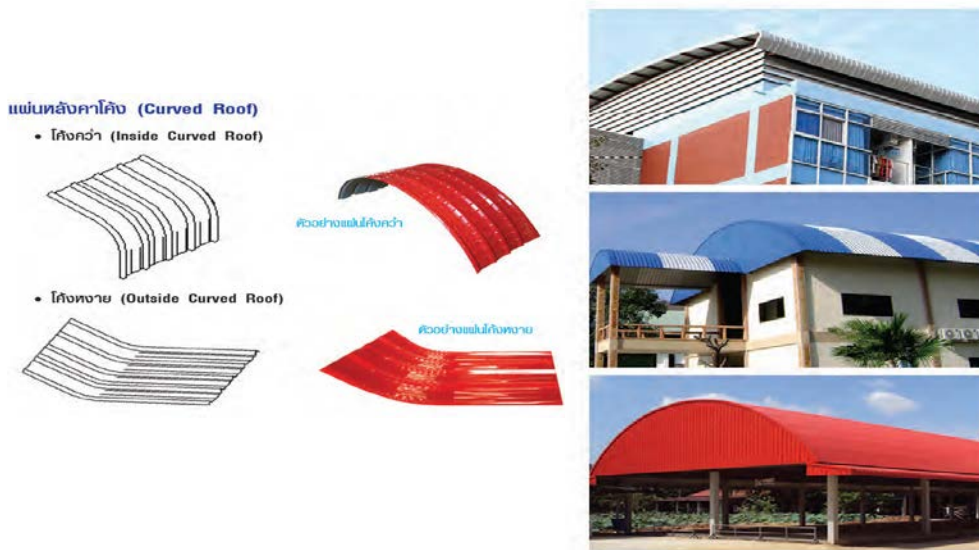 แผ่นหลังคาโค้ง (Curved Roof)
• โค้งคว่ำ (Inside Curved Roof)
ตัวอย่างแผ่นโค้งคว่ำ
• โค้งหงาย (Outside Curved Roof)
ตัวอย่างแผ่นโค้งหงาย